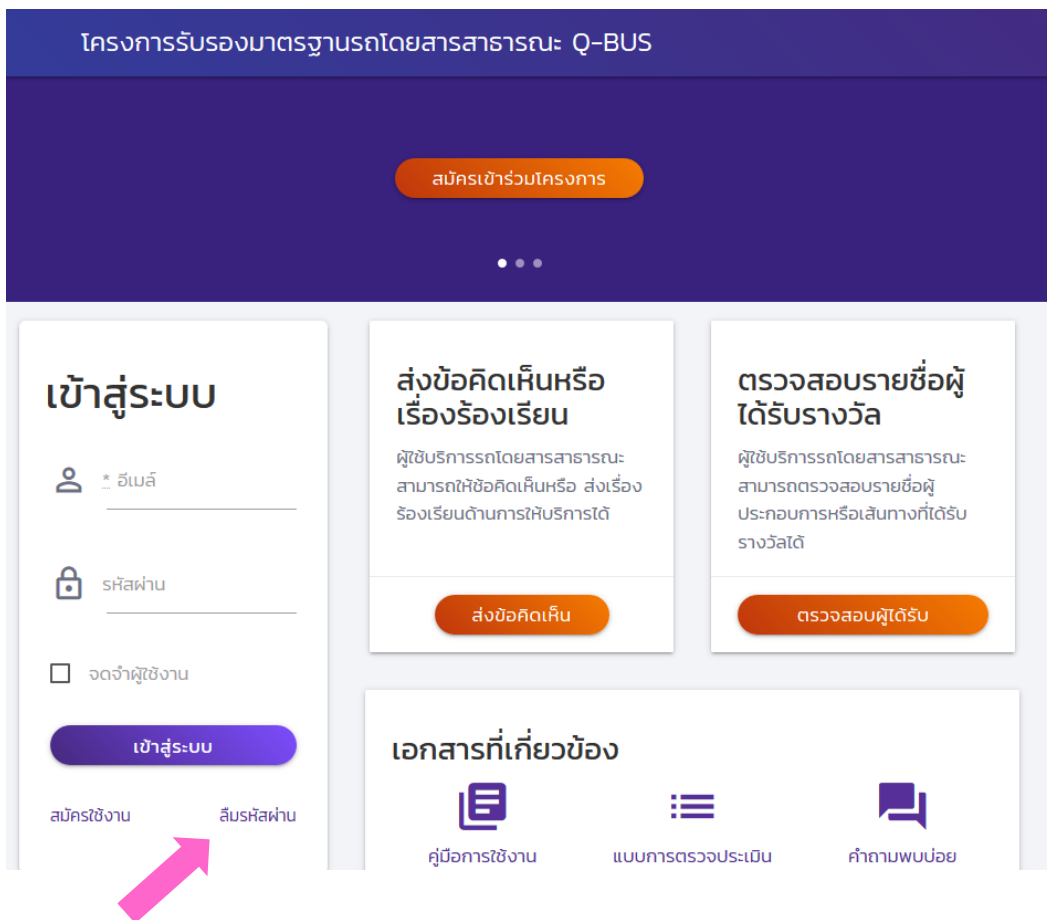 โครงการรับรองมาตรฐานรถโดยสารสาธารณะ Q-BUS
สมัครเข้าร่วมโครงการ
เข้าสู่ระบบ
* อีเมล์
รหัสผ่าน
จดจำผู้ใช้งาน
เข้าสู่ระบบ
สมัครใช้งาน
ลืมรหัสผ่าน
ส่งข้อคิดเห็นหรือ
เรื่องร้องเรียน
ผู้ใช้บริการรถโดยสารสาธารณะ
สามารถให้ช้อคิดเห็นหรือ ส่งเรื่อง
ร้องเรียนด้านการให้บริการได้
ส่งข้อคิดเห็น
ตรวจสอบรายชื่อผู้
ได้รับรางวัล
ผู้ใช้บริการรถโดยสารสาธารณะ
สามารถตรวจสอบรายชื่อผู้
ประกอบการหรือเส้นทางที่ได้รับ
รางวัลได้
ตรวจสอบผู้ได้รับ
เอกสารที่เกี่ยวข้อง
คู่มือการใช้งาน
แบบการตรวจประเมิน
คำถามพบบ่อย